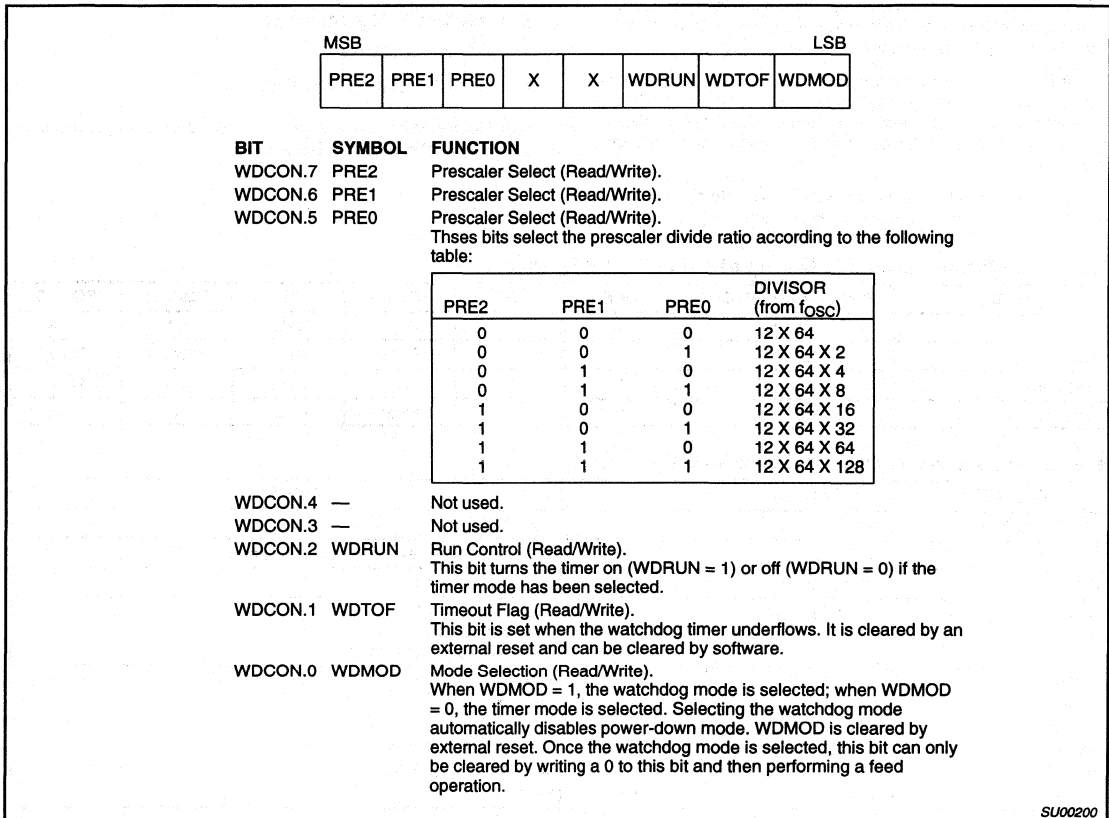 MSB LSB
PRE2 PRE1 PRE0 X X WDRUN WDTOF WDMOD
BIT SYMBOL FUNCTION
WDCON.7 PRE2 Prescaler Select (Read/Write).
WDCON.6 PRE1 Prescaler Select (Read/Write).
WDCON.5 PRE0 Prescaler Select (Read/Write).
Thses bits select the prescaler divide ratio according to the following
table:
DIVISOR
PRE2 PRE1 PRE0 (from fOSC)
0 0 0 12 X 64
0 0 1 12 X 64 X 2
0 1 0 12 X 64 X 4
0 1 1 12 X 64 X 8
1 0 0 12 X 64 X 16
1 0 1 12 X 64 X 32
1 1 0 12 X 64 X 64
1 1 1 12 X 64 X 128
WDCON.4 — Not used.
WDCON.3 — Not used.
WDCON.2 WDRUN Run Control (Read/Write).
This bit turns the timer on (WDRUN = 1) or off (WDRUN = 0) if the
timer mode has been selected.
WDCON.1 WDTOF Timeout Flag (Read/Write).
This bit is set when the watchdog timer underflows. It is cleared by an
external reset and can be cleared by software.
WDCON.0 WDMOD Mode Selection (Read/Write).
When WDMOD = 1, the watchdog mode is selected; when WDMOD
= 0, the timer mode is selected. Selecting the watchdog mode
automatically disables power-down mode. WDMOD is cleared by
external reset. Once the watchdog mode is selected, this bit can only
be cleared by writing a 0 to this bit and then performing a feed
operation.
SU00200